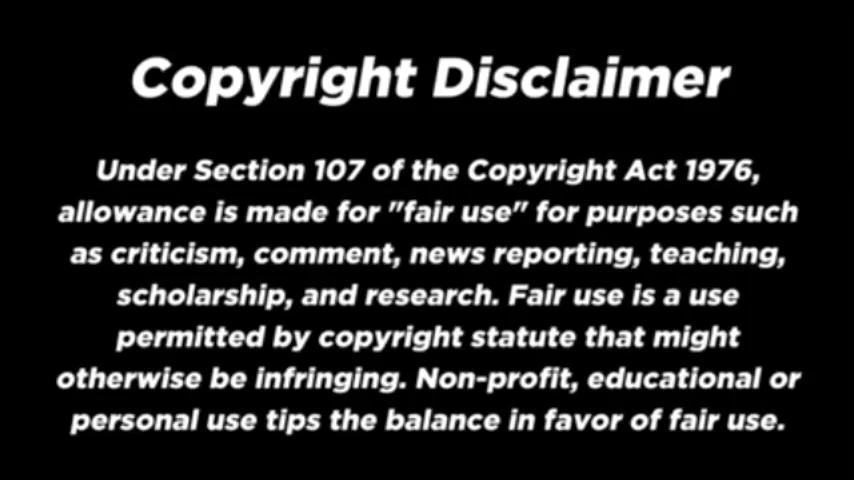 Copyright Disclaimer
Under Section 107 of the Copyright Act 1976,
allowance is made for "fair use" for purposes such
as criticism, comment, news reporting, teaching,
scholarship, and research. Fair use is a use
permitted by copyright statute that might
otherwise be infringing. Non-profit, educational or
personal use tips the balance in favor of fair use.